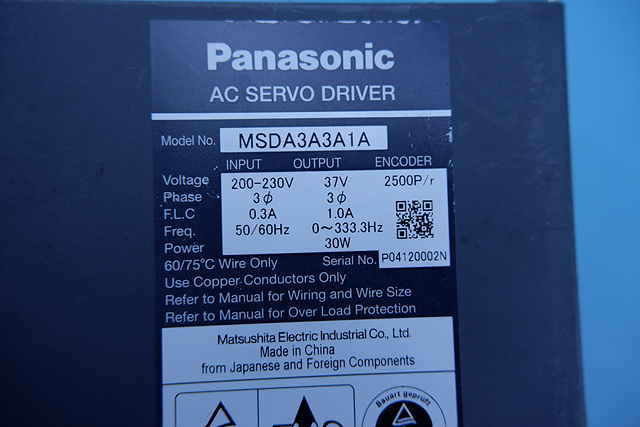 Panasonic
AC SERVO DRIVER
Model No. MSDA3A3A1A
INPUT OUTPUT ENCODER
Voltage 200-230V 37V 2500P/r
Phase 3ϕ 3ϕ
F.L.C 0.3A 1.0A
Freq. 50/60Hz 0～333.3Hz
Power 30W
60/75°C Wire Only Serial No. P04120002N
Use Copper Conductors Only
Refer to Manual for Wiring and Wire Size
Refer to Manual for Over Load Protection
Matsushita Electric Industrial Co., Ltd.
Made in China
from Japanese and Foreign Components
Bauart geprüft